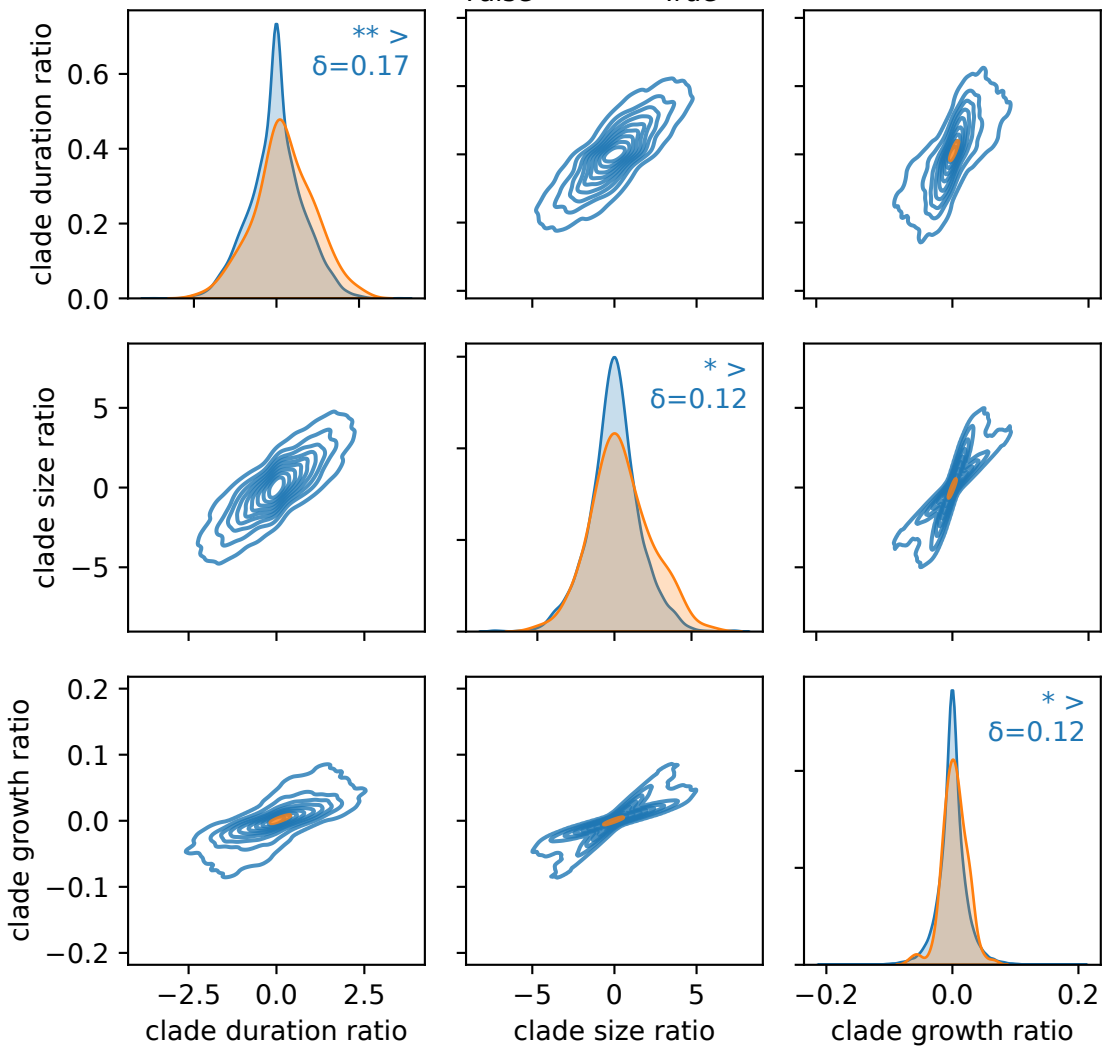 ** >
δ=0.17
clade duration ratio
0.6
0.4
0.2
0.0
* >
δ=0.12
clade size ratio
5
0
−5
* >
δ=0.12
clade growth ratio
0.2
0.1
0.0
−0.1
−0.2
−2.5 0.0 2.5
−5 0 5
−0.2 0.0 0.2
clade duration ratio
clade size ratio
clade growth ratio